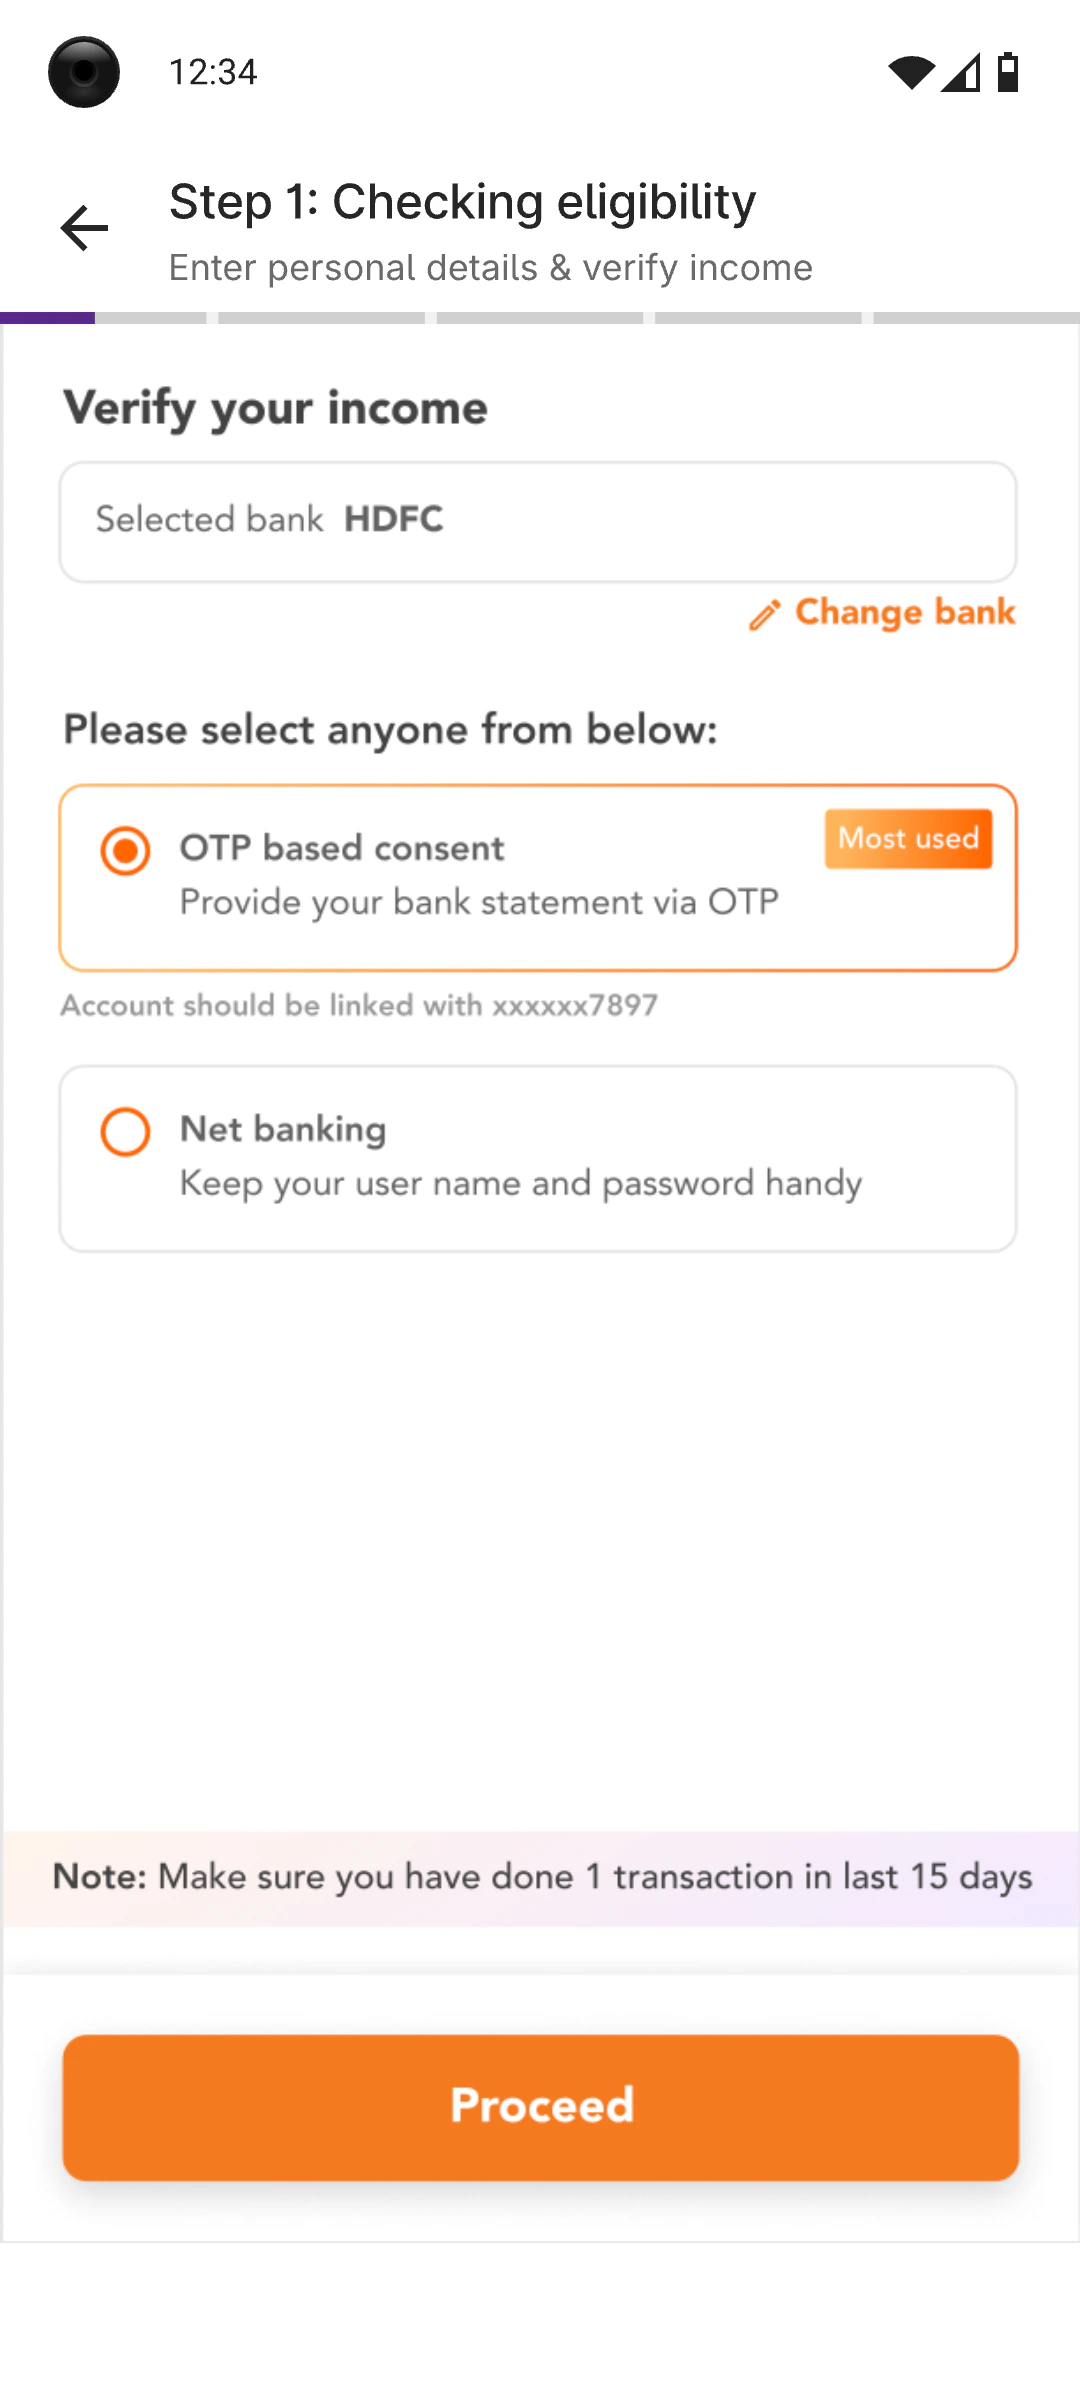 12:34
Step 1: Checking eligibility
Enter personal details & verify income
Verify your income
Selected bank HDFC
Change bank
Please select anyone from below:
OTP based consent
Most used
Provide your bank statement via OTP
Account should be linked with xxxxxx7897
Net banking
Keep your user name and password handy
Note: Make sure you have done 1 transaction in last 15 days
Proceed